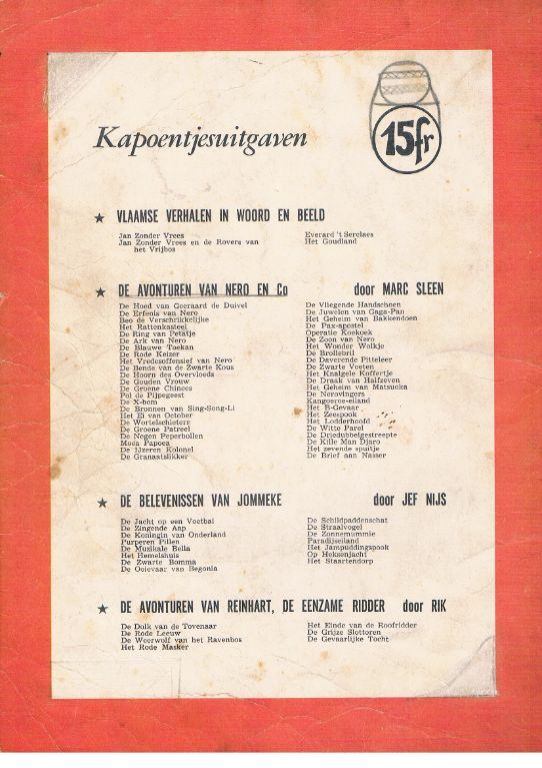 15fr
Kapoentjesuitgaven
★ VLAAMSE VERHALEN IN WOORD EN BEELD
Jan Zonder Vrees
Jan Zonder Vrees en de Rovers van
het Vrijbos
Everard 't Serclaes
Het Goudland
★ DE AVONTUREN VAN NERO EN Co door MARC SLEEN
De Hoed van Geeraard de Duivel
De Erfenis van Nero
Beo de Verschrikkelijke
Het Rattenkasteel
De Ring van Petatje
De Ark van Nero
De Blauwe Toekan
De Rode Keizer
Het Vredesoffensief van Nero
De Bende van de Zwarte Kous
De Hoorn des Overvloeds
De Gouden Vrouw
De Groene Chinees
Pol de Pijpegeest
De X-bom
De Bronnen van Sing-Song-Li
Het Ei van October
De Wortelschieters
De Groene Patreel
De Negen Peperbollen
Moea Papoea
De IJzeren Kolonel
De Granaatslikker
De Vliegende Handschoen
De Juwelen van Gaga-Pan
Het Geheim van Bakkendoen
De Pax-apostel
Operatie Koekoek
De Zoon van Nero
Het Wonder Wolkje
De Brollebril
De Daverende Pitteleer
De Zwarte Voeten
Het Knalgele Koffertje
De Draak van Halfzeven
Het Geheim van Matsuoka
De Nerovingers
Kangoeroe-eiland
Het B-Gevaar
Het Zeespook
Het Lodderhoofd
De Witte Parel
De Driedubbelgestreepte
De Kille Man Djaro
Het zevende spuitje
De Brief aan Nasser
★ DE BELEVENISSEN VAN JOMMEKE door JEF NIJS
De Jacht op een Voetbal
De Zingende Aap
De Koningin van Onderland
Purperen Pillen
De Muzikale Bella
Het Hemelshuis
De Zwarte Bomma
De Ooievaar van Begonia
De Schildpaddenschat
De Straalvogel
De Zonnemummie
Paradijseiland
Het Jampuddingspook
Op Heksenjacht
Het Staartendorp
★ DE AVONTUREN VAN REINHART, DE EENZAME RIDDER door RIK
De Dolk van de Tovenaar
De Rode Leeuw
De Weerwolf van het Ravenbos
Het Rode Masker
Het Einde van de Roofridder
De Grijze Slottoren
De Gevaarlijke Tocht